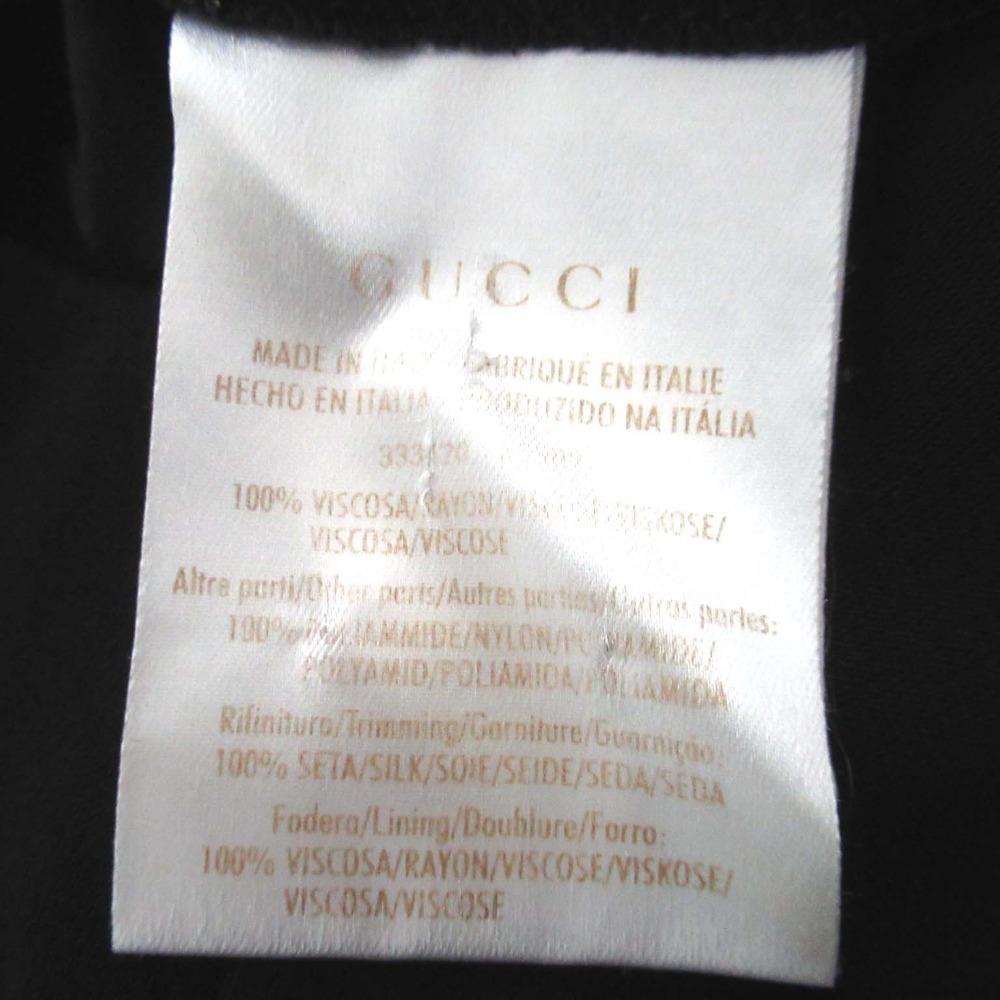 GUCCI
MADE IN ITALY FABRIQUÉ EN ITALIE
HECHO EN ITALIA PRODUZIDO NA ITÁLIA
100% VISCOSA/RAYON/VISCOSE/VISKOSE/
VISCOSA/VISCOSE
Altre parti/Other parts/Autres parties/Outras partes:
100% POLIAMMIDE/NYLON/POLYAMIDE/
POLYAMID/POLIAMIDA/POLIAMIDA
Rifinitura/Trimming/Garniture/Guarnição:
100% SETA/SILK/SOIE/SEIDE/SEDA/SEDA
Fodera/Lining/Doublure/Forro:
100% VISCOSA/RAYON/VISCOSE/VISKOSE/
VISCOSA/VISCOSE